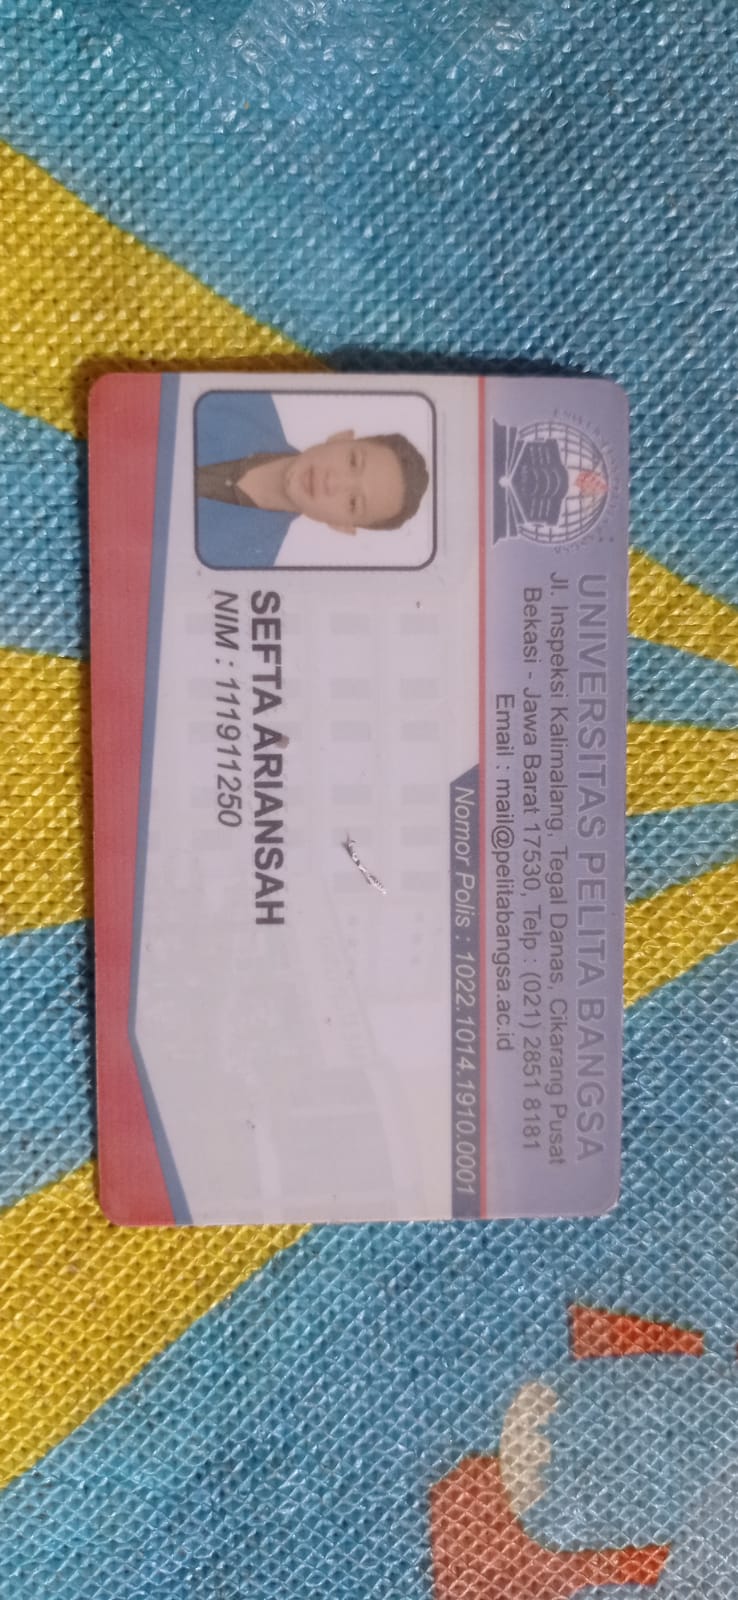 UNIVERSITAS PELITA BANGSA
Jl. Inspeksi Kalimalang, Tegal Danas, Cikarang Pusat
Bekasi - Jawa Barat 17530, Telp : (021) 2851 8181
Email : mail@pelitabangsa.ac.id
Nomor Polis : 1022.1014.1910.0001
SEFTA ARIANSAH
NIM : 111911250